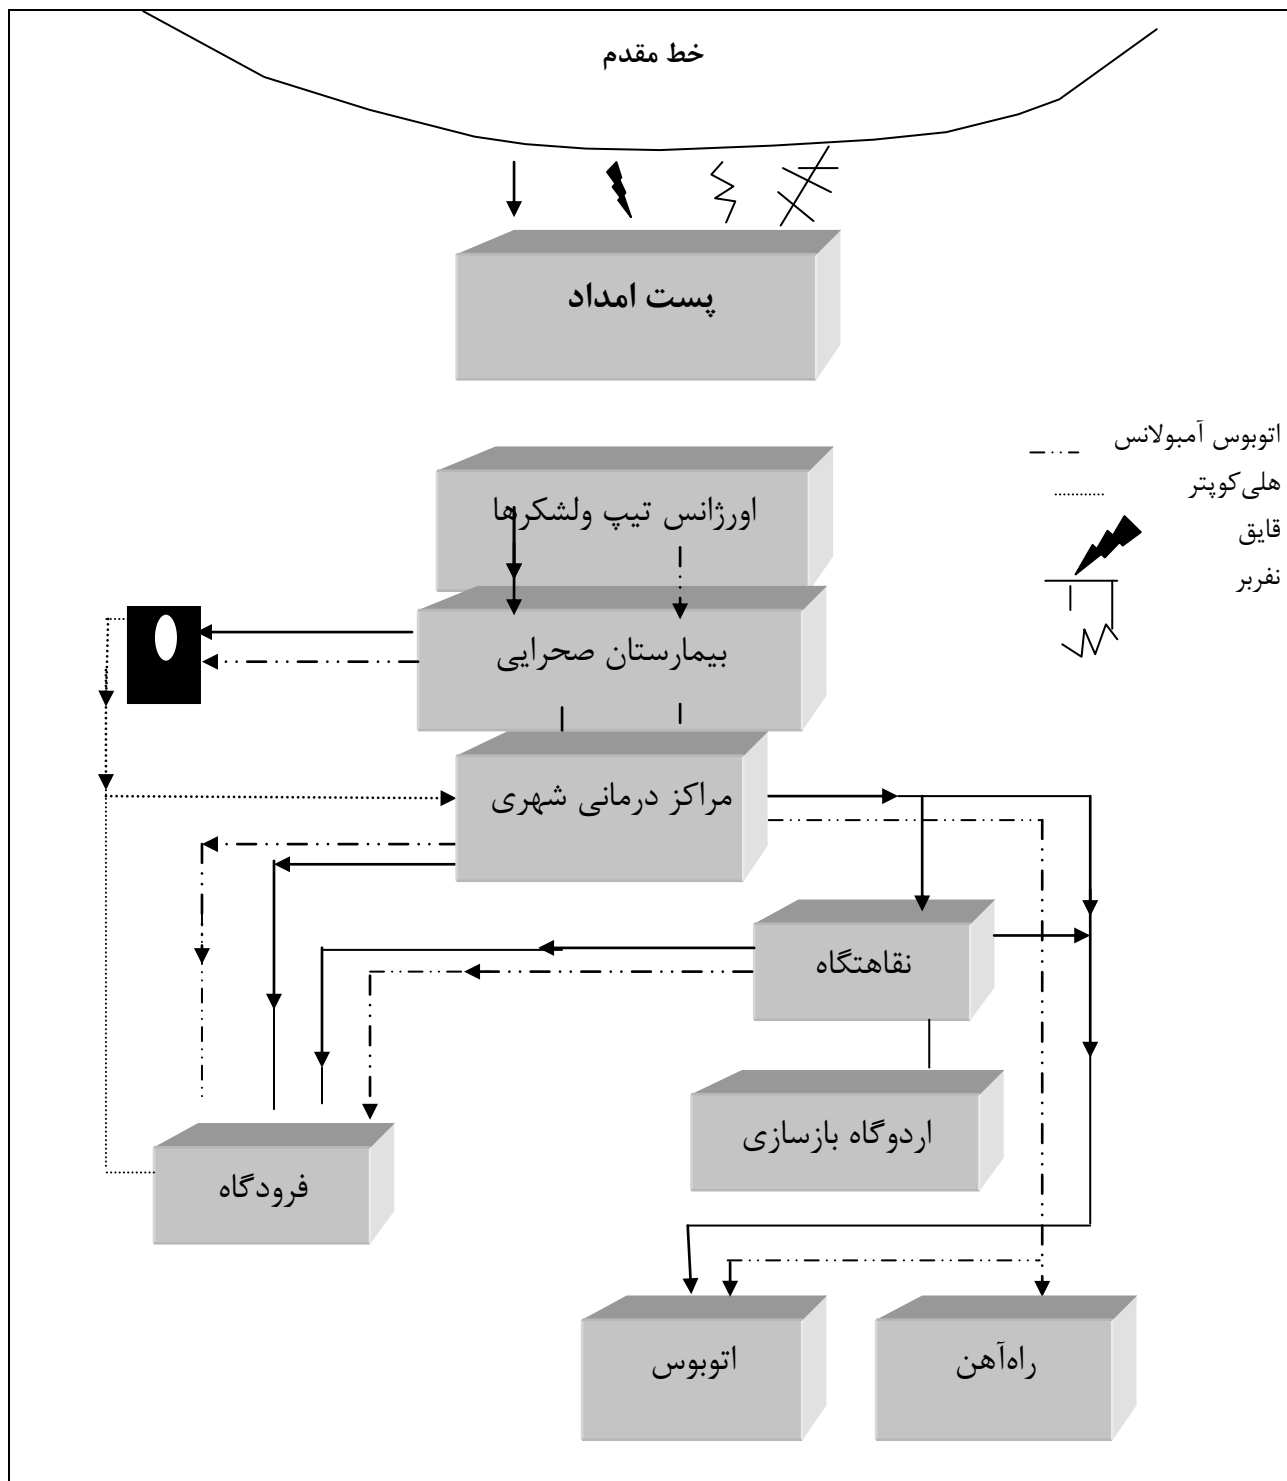 خط مقدم
پست امداد
اتوبوس آمبولانس
هلی‌کوپتر
قایق
نفربر
اورژانس تیپ ولشکرها
بیمارستان صحرایی
مراکز درمانی شهری
نقاهتگاه
اردوگاه بازسازی
فرودگاه
اتوبوس
راه‌آهن